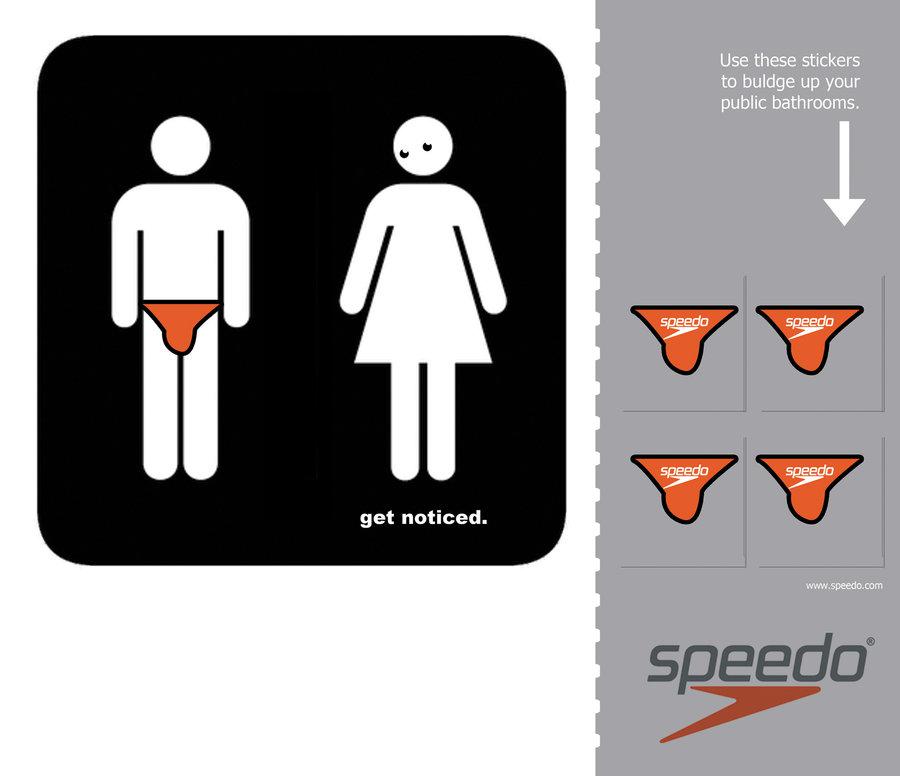 get noticed.
Use these stickers
to buldge up your
public bathrooms.
speedo
speedo
speedo
speedo
www.speedo.com
speedo®